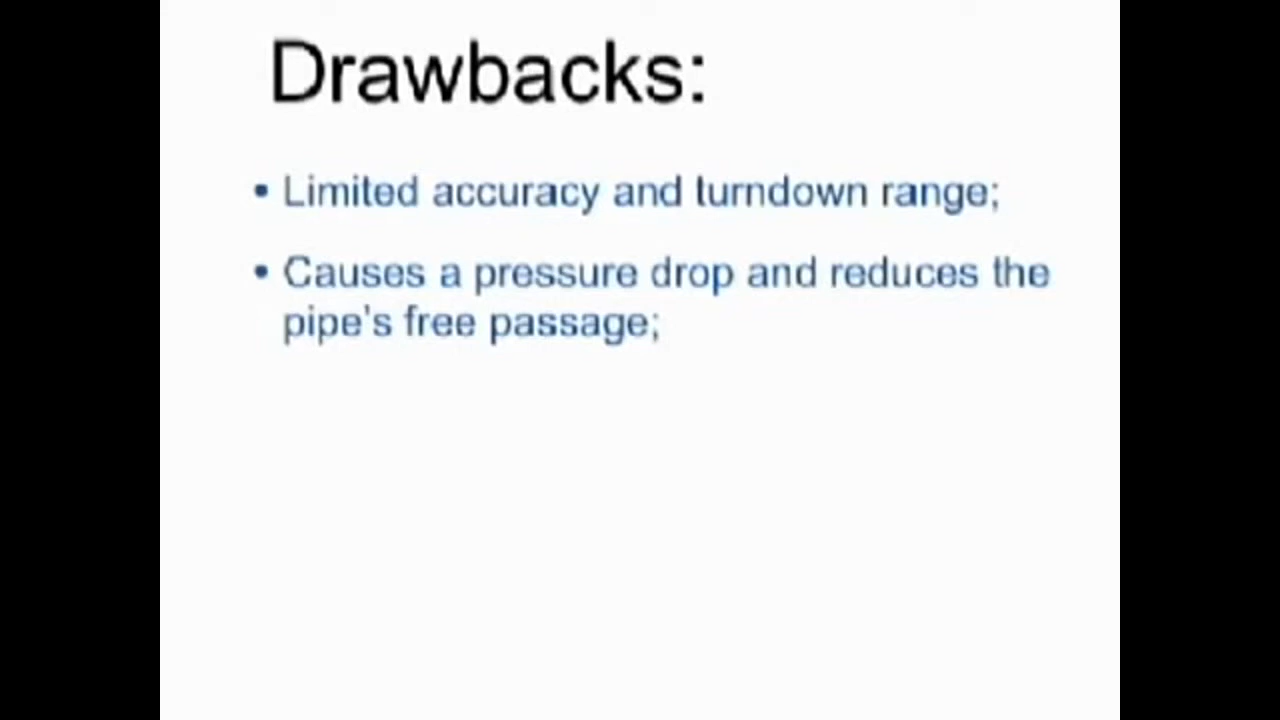 Drawbacks:
• Limited accuracy and turndown range;
• Causes a pressure drop and reduces the
pipe's free passage;